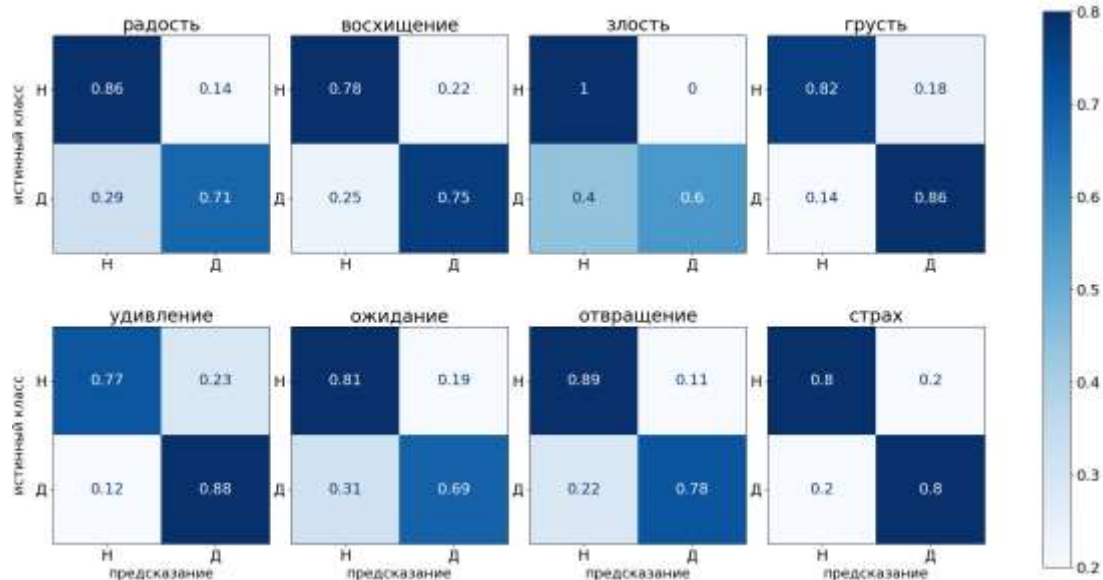 радость восхищение злость грусть
0.8
истинный класс
Н 0.86 0.14 Н 0.78 0.22 Н 1 0 Н 0.82 0.18
0.7
Д 0.29 0.71 Д 0.25 0.75 Д 0.4 0.6 Д 0.14 0.86
0.6
Н Д Н Д Н Д Н Д
0.5
удивление ожидание отвращение страх
истинный класс
Н 0.77 0.23 Н 0.81 0.19 Н 0.89 0.11 Н 0.8 0.2
0.4
Д 0.12 0.88 Д 0.31 0.69 Д 0.22 0.78 Д 0.2 0.8
0.3
Н Д Н Д Н Д Н Д
предсказание предсказание предсказание предсказание
0.2